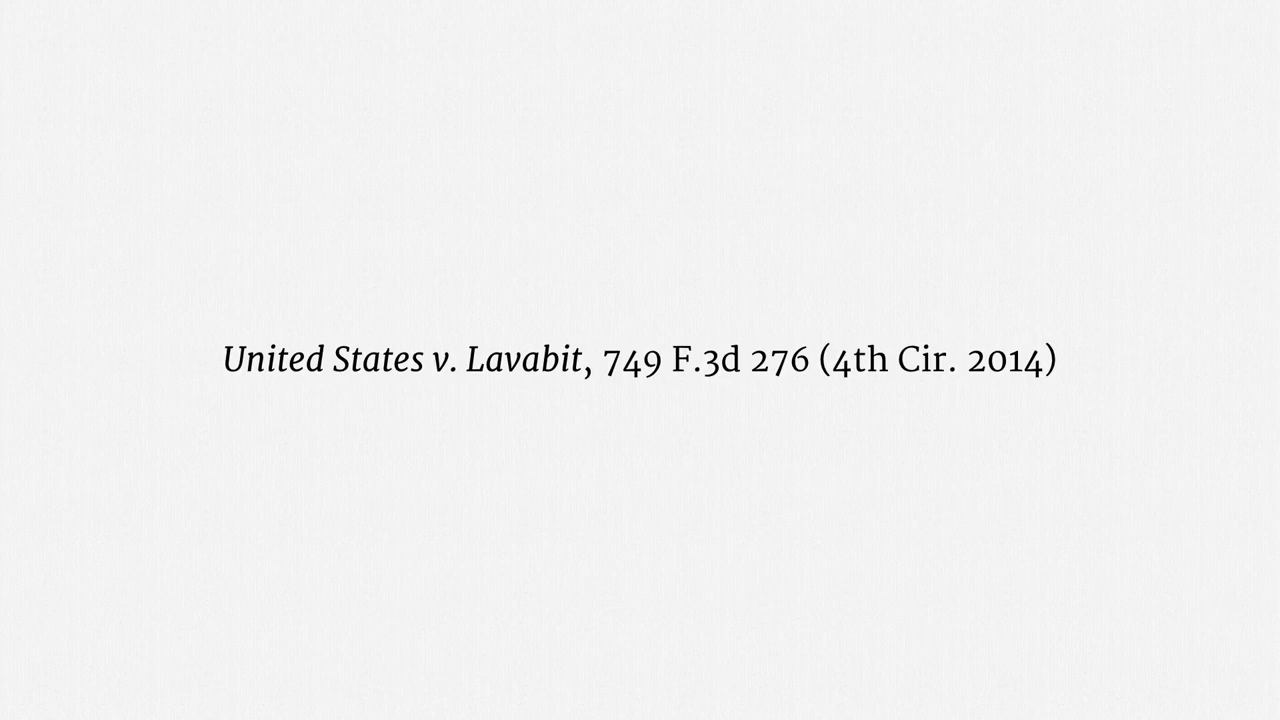 United States v. Lavabit, 749 F.3d 276 (4th Cir. 2014)